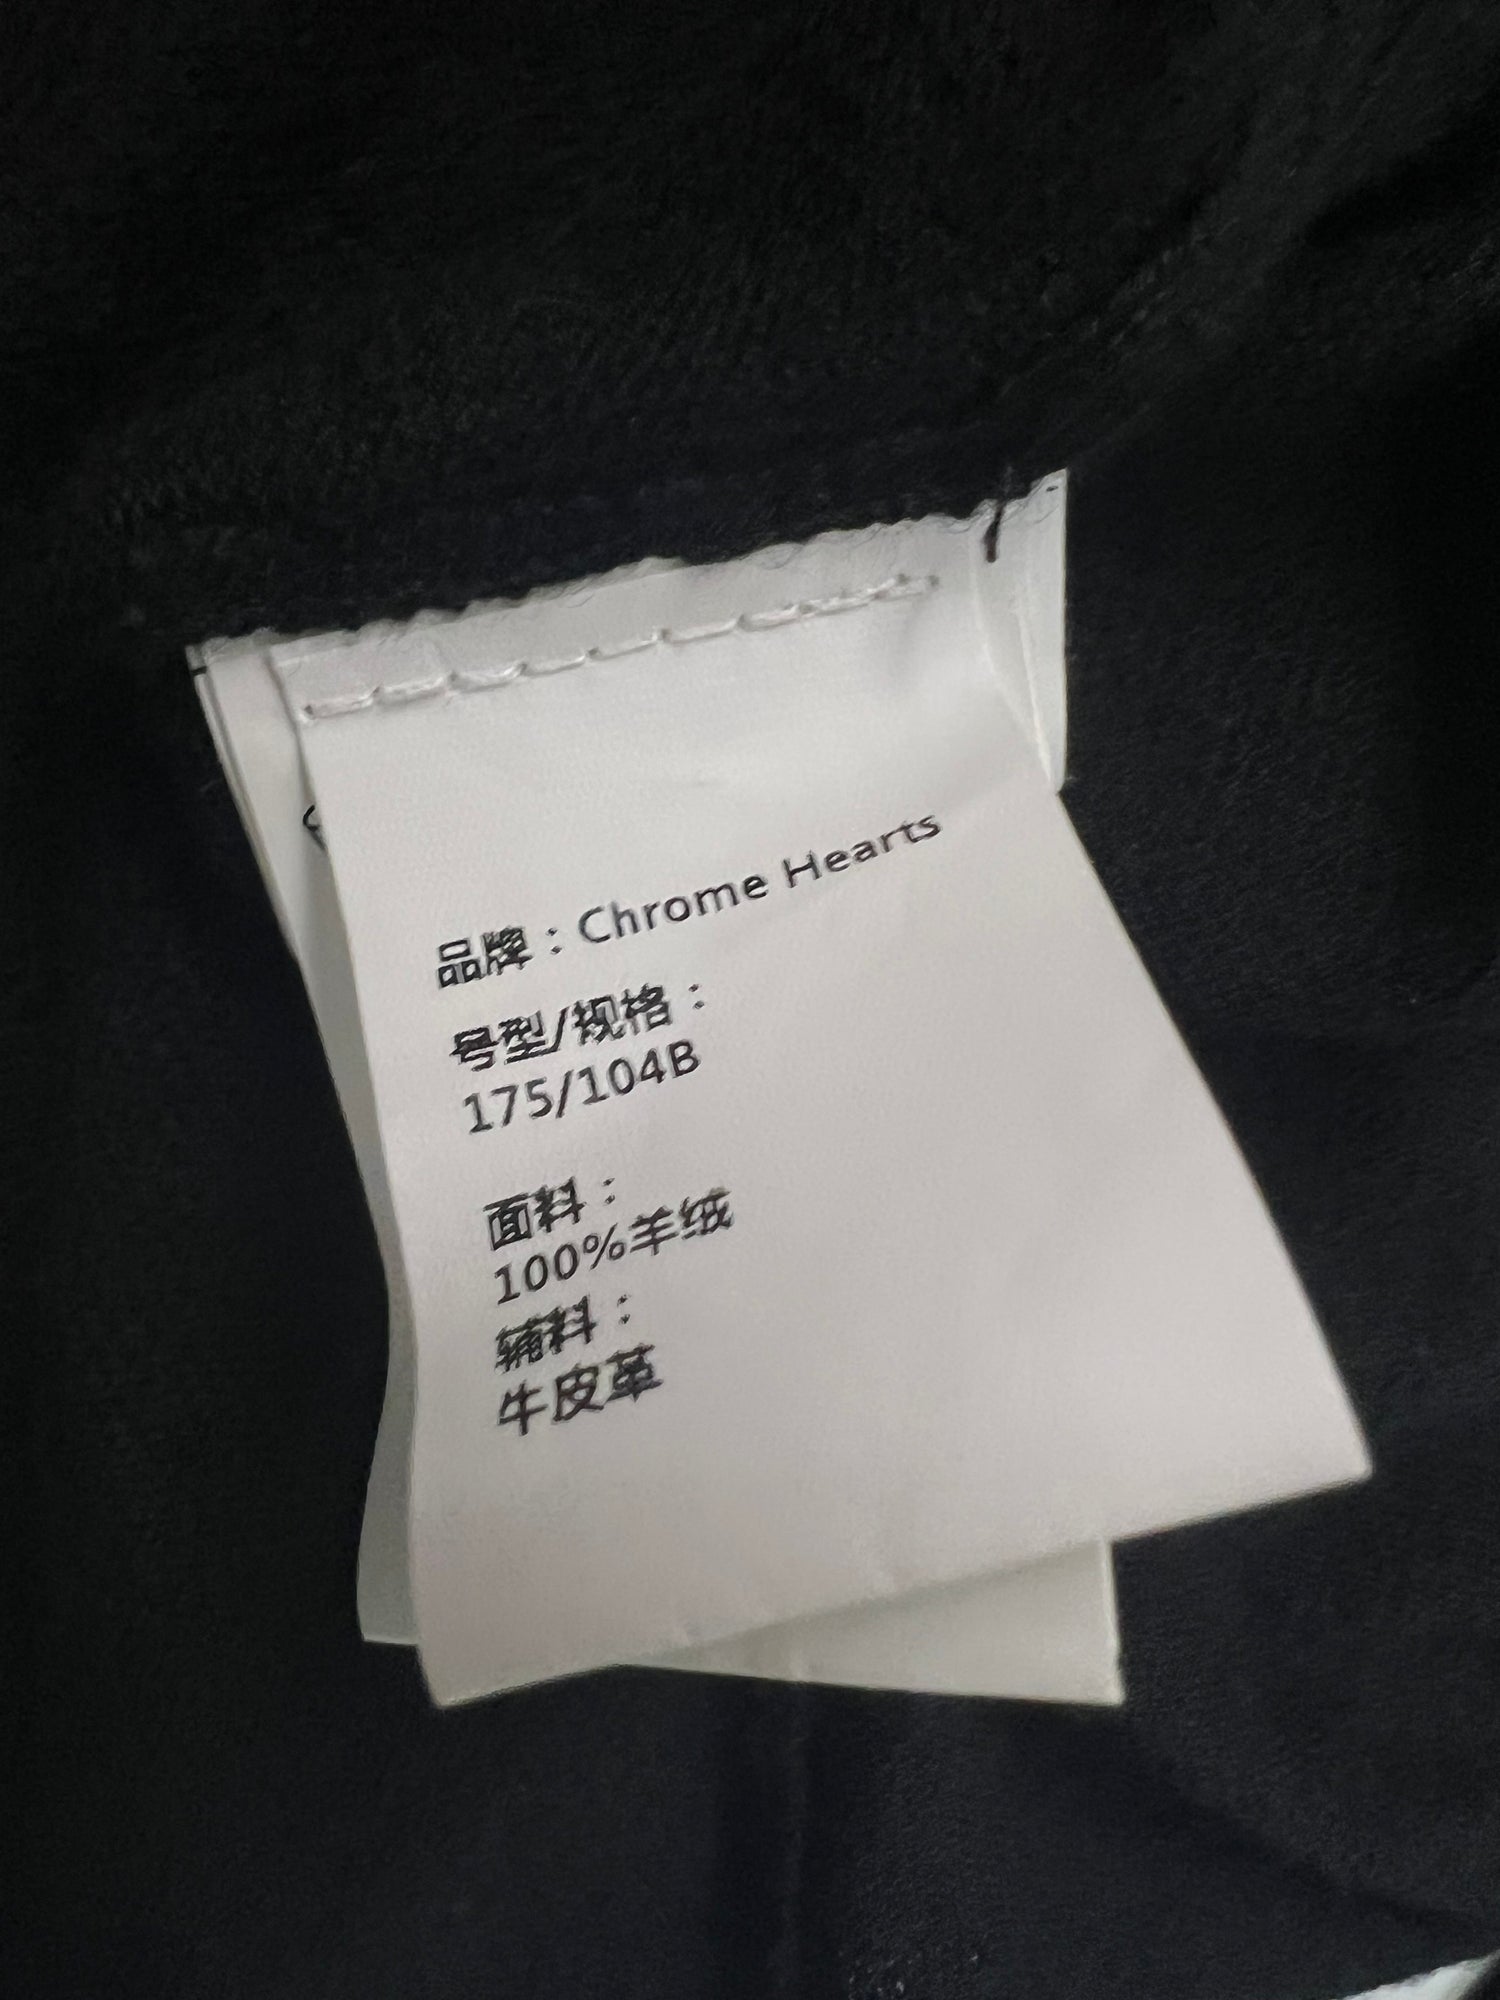 品牌：Chrome Hearts
号型/规格：
175/104B
面料：
100%羊绒
辅料：
牛皮革